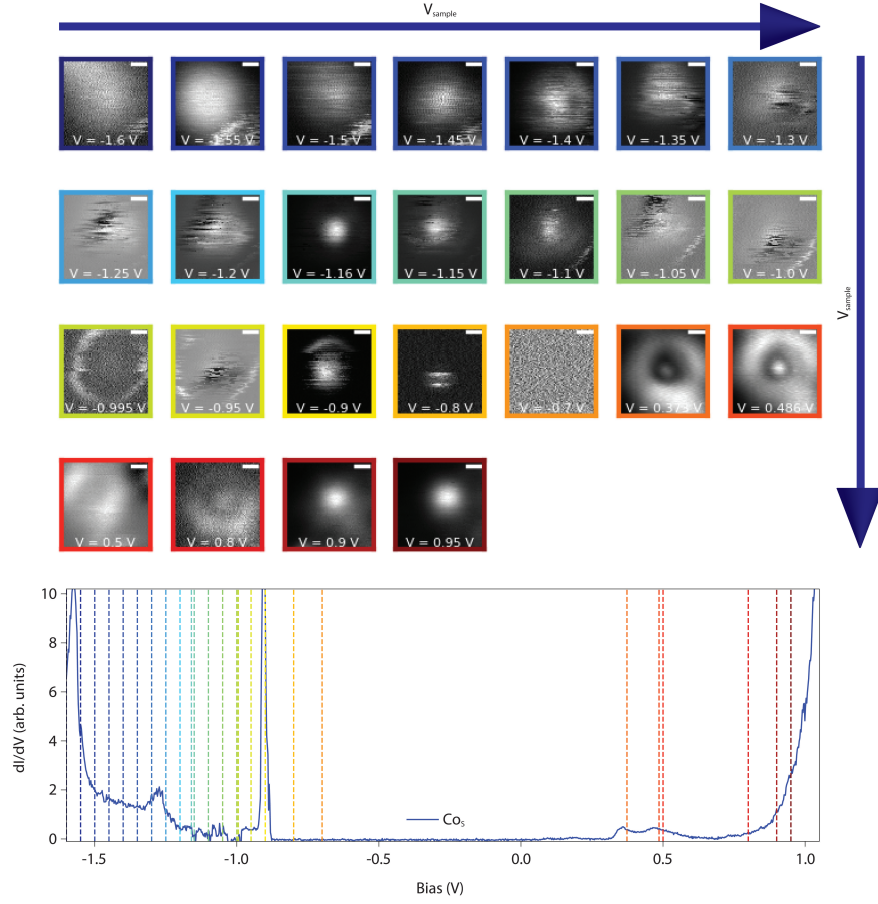 Vsample
V = -1.6 V
V = -1.55 V
V = -1.5 V
V = -1.45 V
V = -1.4 V
V = -1.35 V
V = -1.3 V
V = -1.25 V
V = -1.2 V
V = -1.16 V
V = -1.15 V
V = -1.1 V
V = -1.05 V
V = -1.0 V
Vsample
V = -0.995 V
V = -0.95 V
V = -0.9 V
V = -0.8 V
V = -0.7 V
V = 0.373 V
V = 0.486 V
V = 0.5 V
V = 0.8 V
V = 0.9 V
V = 0.95 V
dI/dV (arb. units)
10
8
6
4
2
0
CoS
-1.5
-1.0
-0.5
0.0
0.5
1.0
Bias (V)